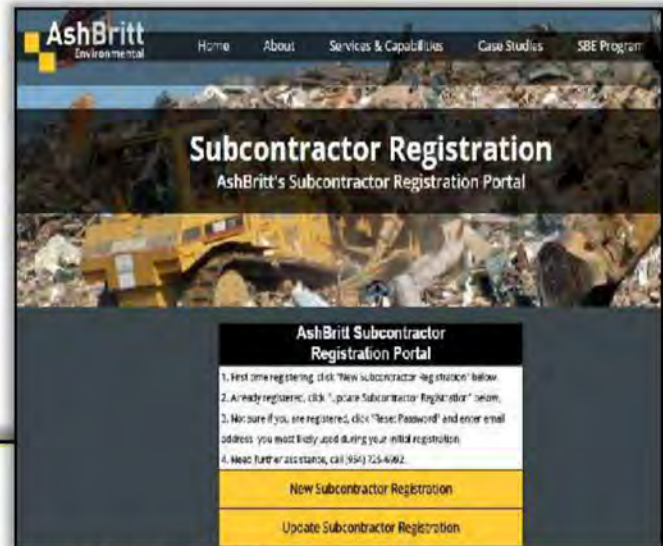 AshBritt
Environmental
Home About Services & Capabilities Case Studies SBE Program
Subcontractor Registration
AshBritt's Subcontractor Registration Portal
AshBritt Subcontractor
Registration Portal
1. First time registering, click "New Subcontractor Registration" below.
2. Already registered, click "Update Subcontractor Registration" below.
3. Not sure if you are registered, click "Reset Password" and enter email
address you most likely used during your initial registration
4. Need further assistance, call (954) 725-6992.
New Subcontractor Registration
Update Subcontractor Registration